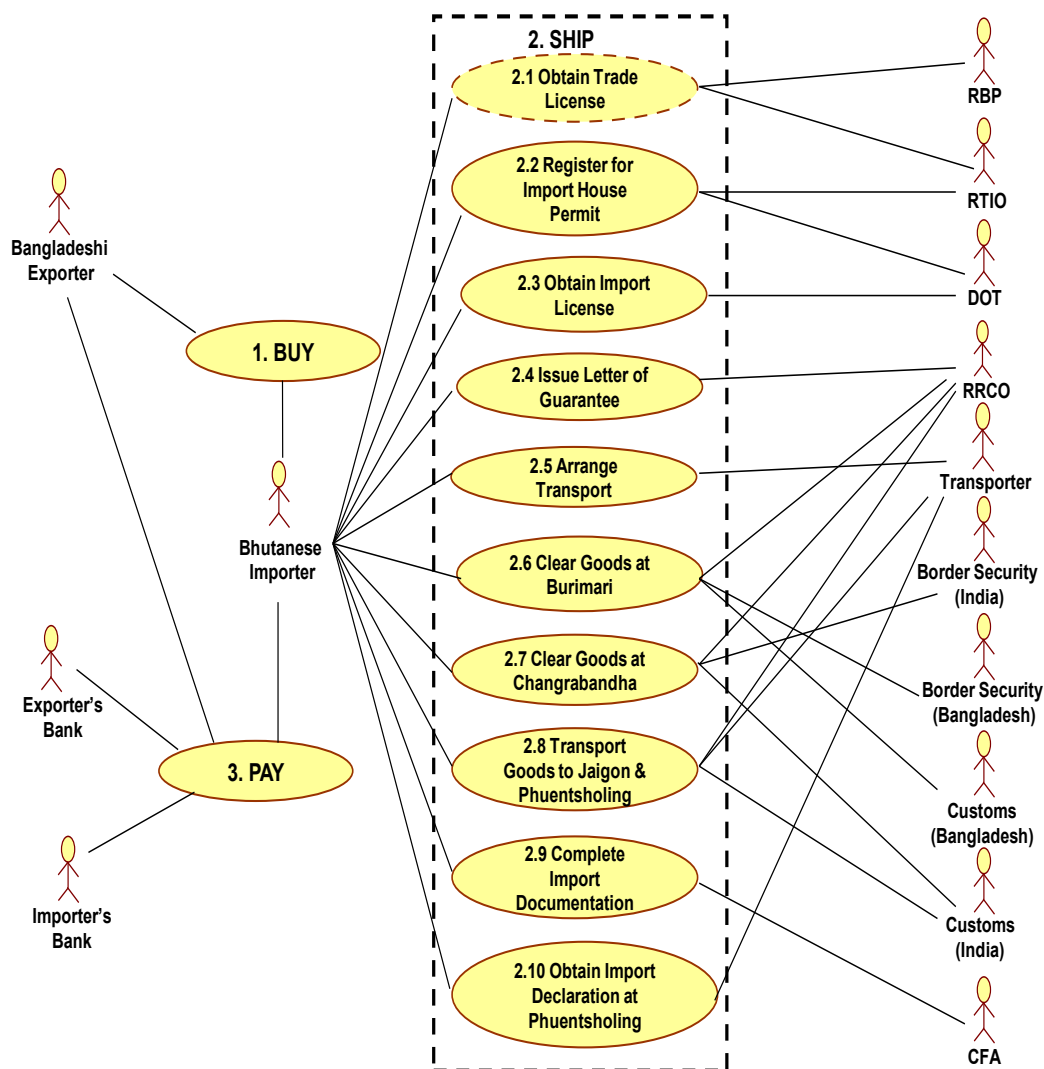 2. SHIP
2.1 Obtain Trade
License
2.2 Register for
Import House
Permit
2.3 Obtain Import
License
2.4 Issue Letter of
Guarantee
2.5 Arrange
Transport
2.6 Clear Goods at
Burimari
2.7 Clear Goods at
Changrabandha
2.8 Transport
Goods to Jaigon &
Phuentsholing
2.9 Complete
Import
Documentation
2.10 Obtain Import
Declaration at
Phuentsholing
Bangladeshi
Exporter
1. BUY
Bhutanese
Importer
Exporter's
Bank
3. PAY
Importer's
Bank
RBP
RTIO
DOT
RRCO
Transporter
Border Security
(India)
Border Security
(Bangladesh)
Customs
(Bangladesh)
Customs
(India)
CFA